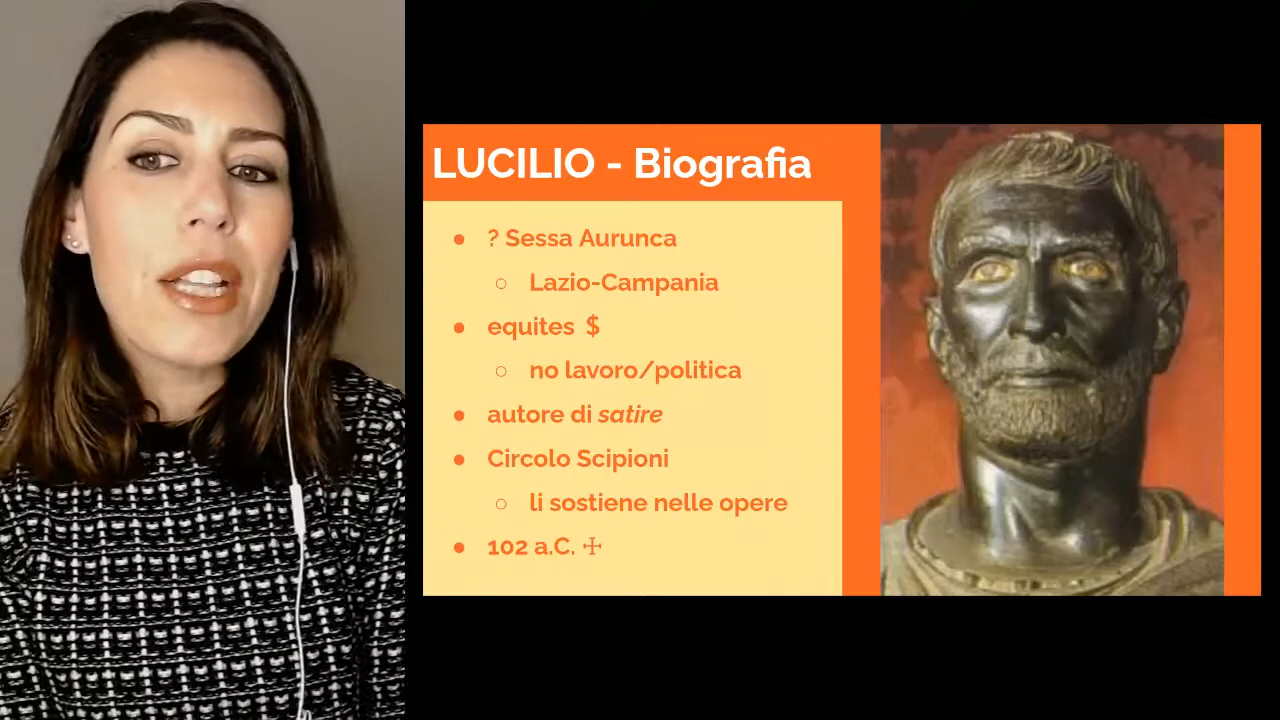 LUCILIO - Biografia
● ? Sessa Aurunca
○ Lazio-Campania
● equites $
○ no lavoro/politica
● autore di satire
● Circolo Scipioni
○ li sostiene nelle opere
● 102 a.C. ☩